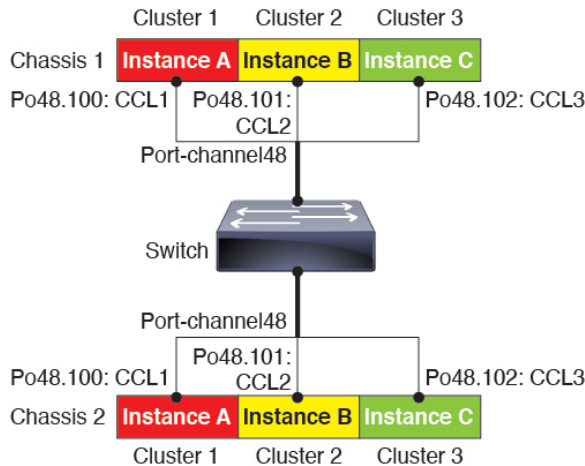 Cluster 1 Cluster 2 Cluster 3
Chassis 1 Instance A Instance B Instance C
Po48.100: CCL1 Po48.101: Po48.102: CCL3
CCL2
Port-channel48
Switch
Port-channel48
Po48.100: CCL1 Po48.101: Po48.102: CCL3
CCL2
Chassis 2 Instance A Instance B Instance C
Cluster 1 Cluster 2 Cluster 3